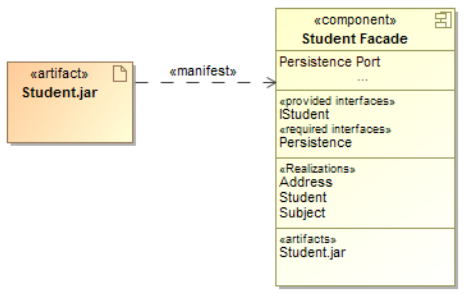 «artifact»
Student.jar
«manifest»
«component»
Student Facade
Persistence Port
...
«provided interfaces»
IStudent
«required interfaces»
Persistence
«Realizations»
Address
Student
Subject
«artifacts»
Student.jar